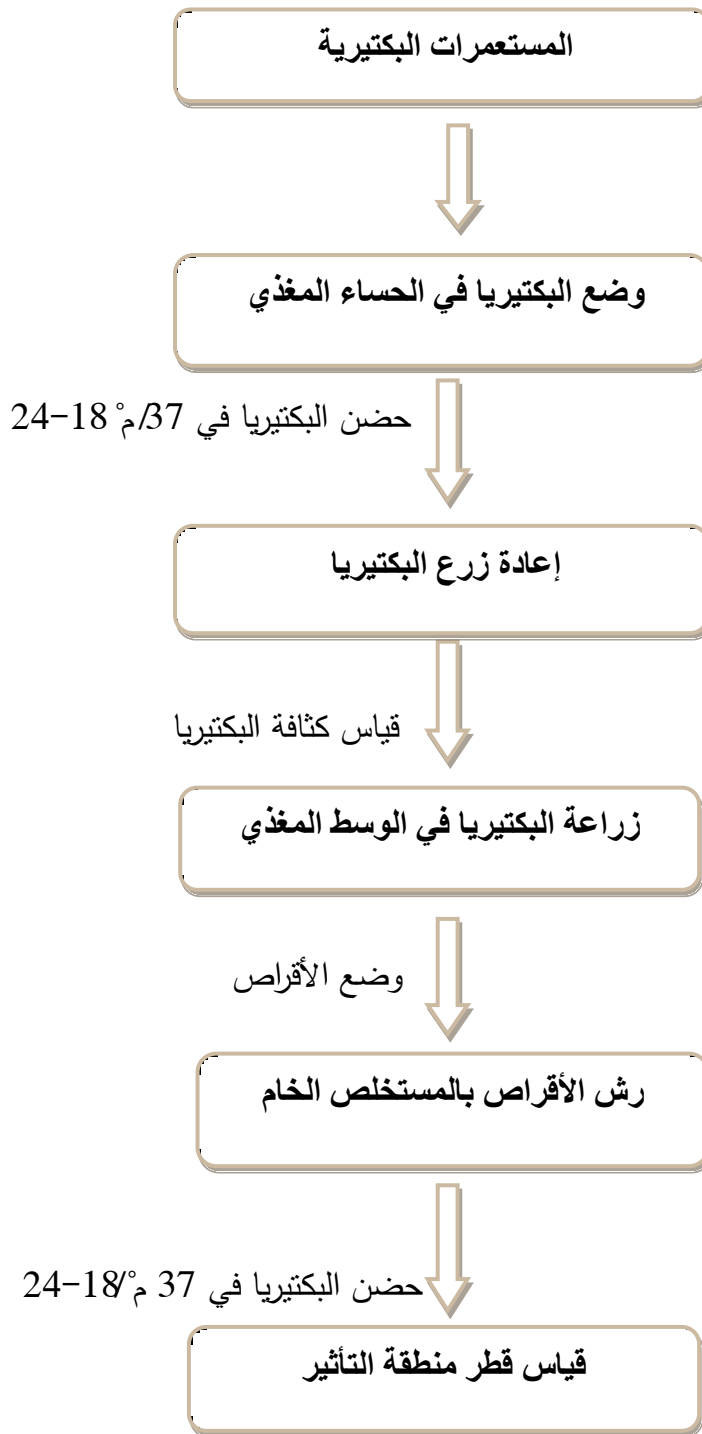 المستعمرات البكتيرية
وضع البكتيريا في الحساء المغذي
حضن البكتيريا في 37/مْ 18-24
إعادة زرع البكتيريا
قياس كثافة البكتيريا
زراعة البكتيريا في الوسط المغذي
وضع الأقراص
رش الأقراص بالمستخلص الخام
حضن البكتيريا في 37 مْ/18-24
قياس قطر منطقة التأثير